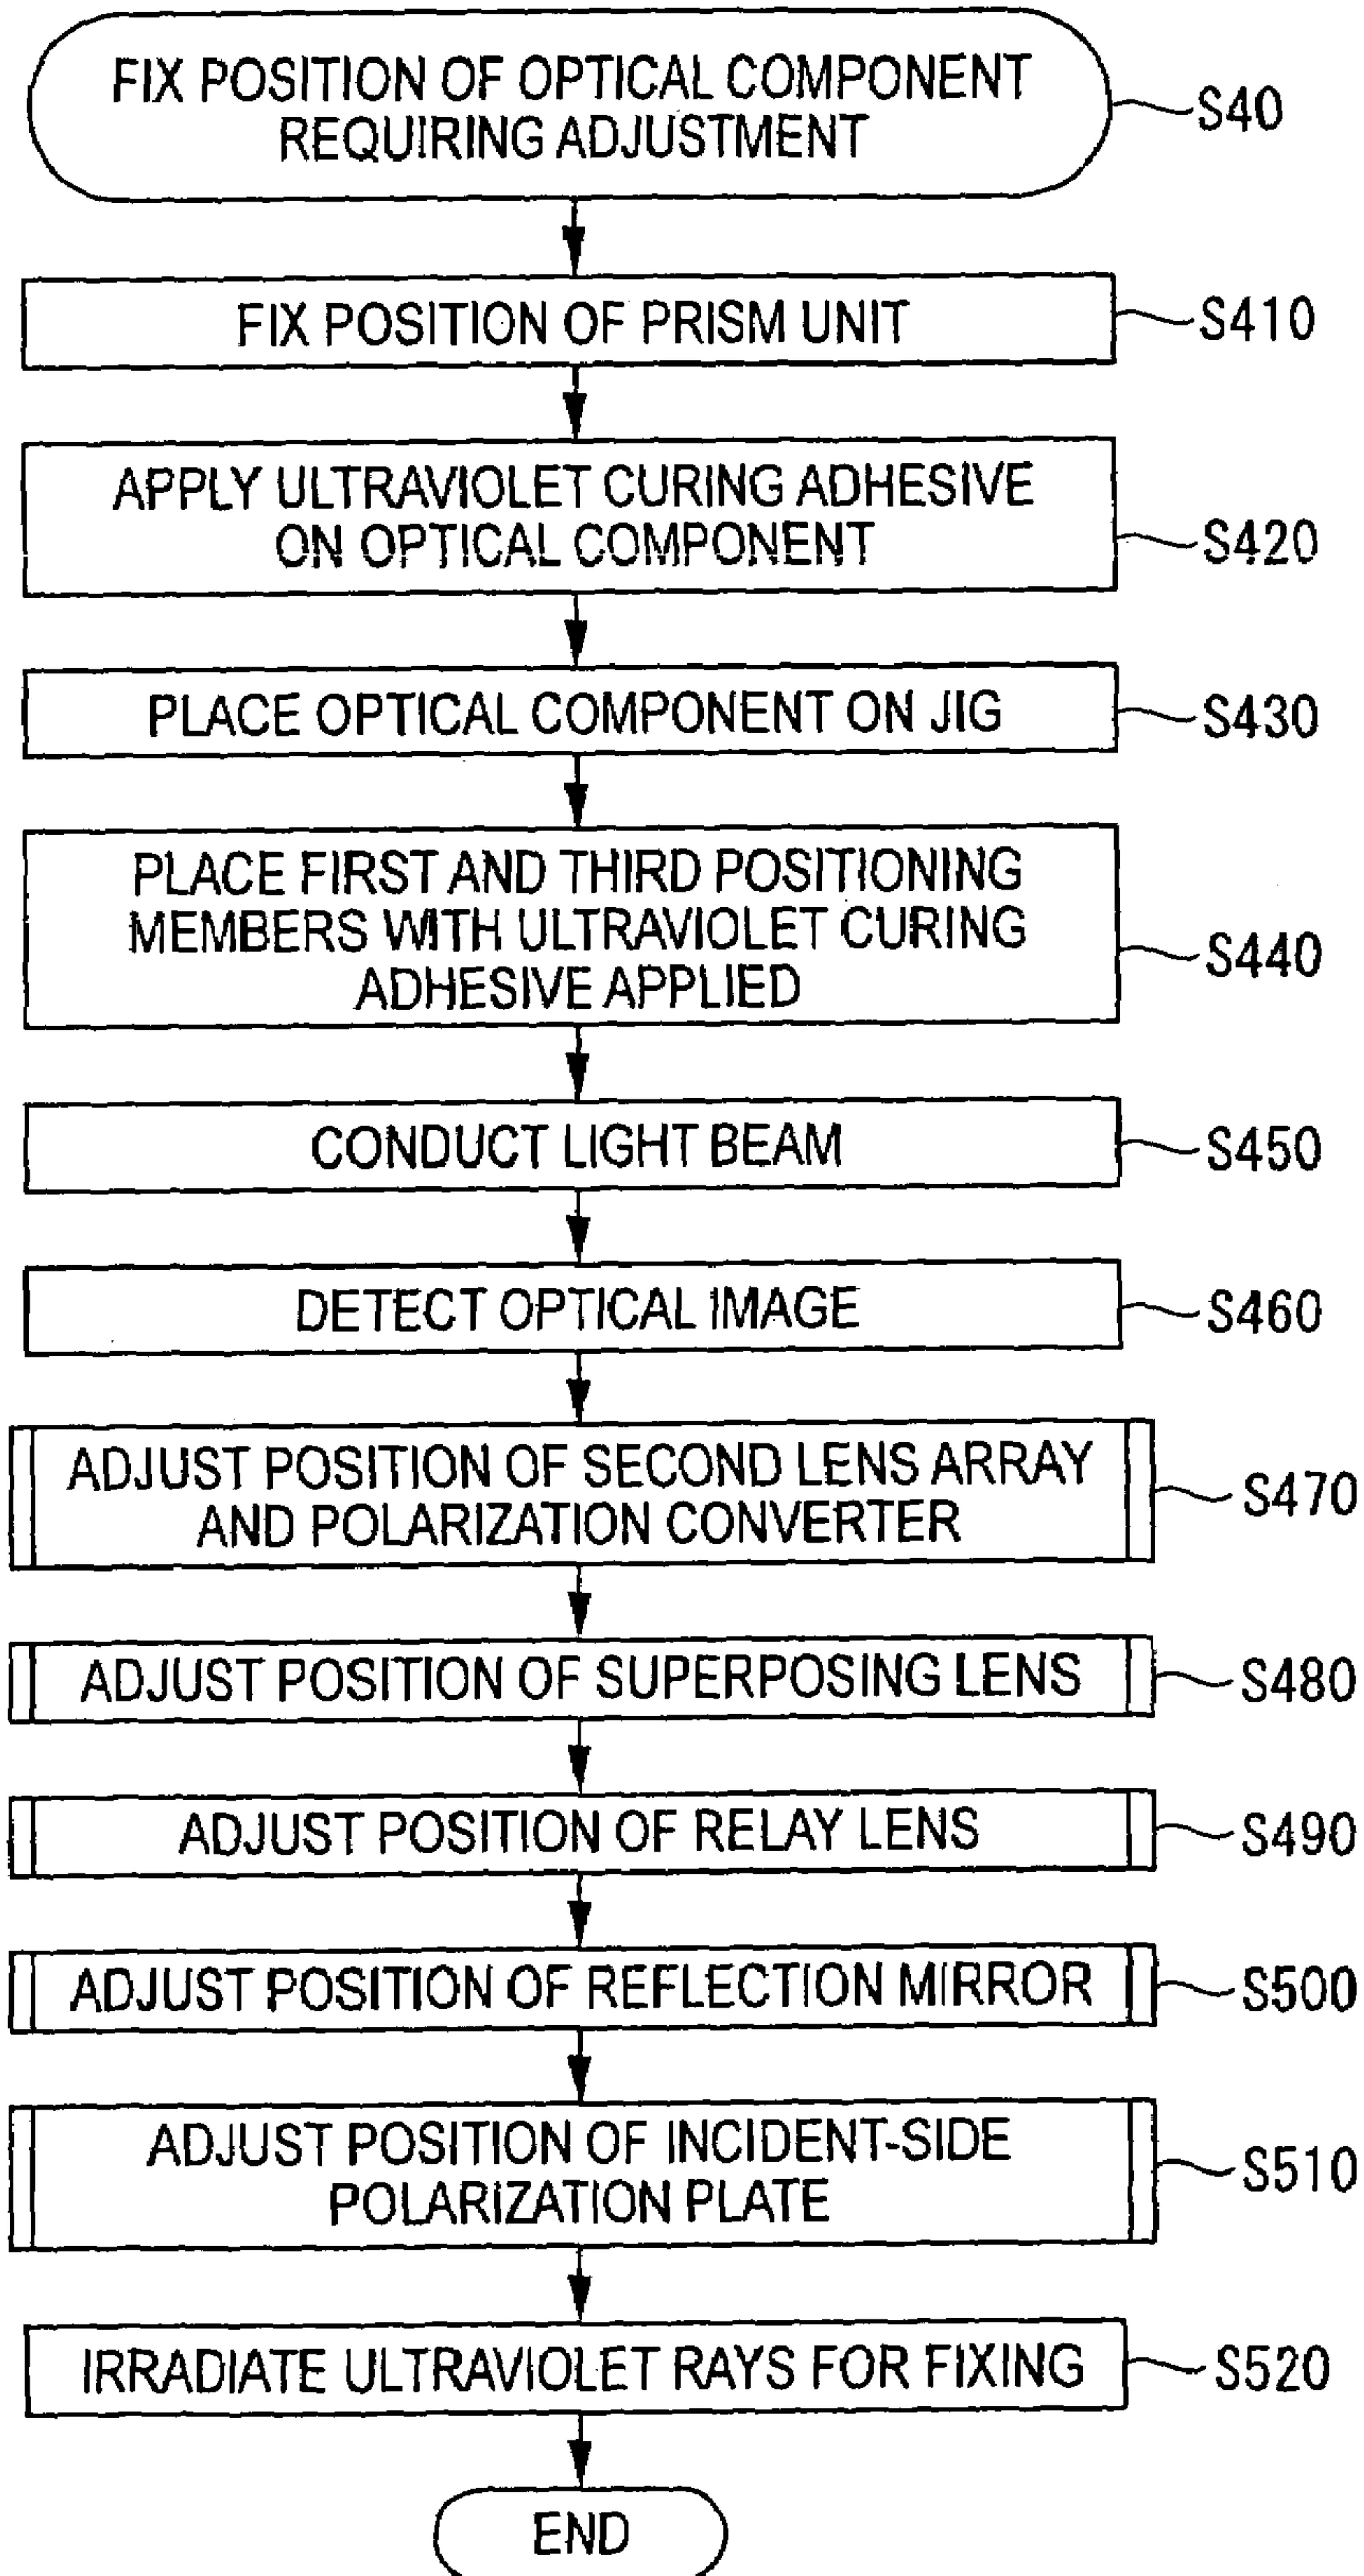 FIX POSITION OF OPTICAL COMPONENT
REQUIRING ADJUSTMENT
S40
FIX POSITION OF PRISM UNIT
S410
APPLY ULTRAVIOLET CURING ADHESIVE
ON OPTICAL COMPONENT
S420
PLACE OPTICAL COMPONENT ON JIG
S430
PLACE FIRST AND THIRD POSITIONING
MEMBERS WITH ULTRAVIOLET CURING
ADHESIVE APPLIED
S440
CONDUCT LIGHT BEAM
S450
DETECT OPTICAL IMAGE
S460
ADJUST POSITION OF SECOND LENS ARRAY
AND POLARIZATION CONVERTER
S470
ADJUST POSITION OF SUPERPOSING LENS
S480
ADJUST POSITION OF RELAY LENS
S490
ADJUST POSITION OF REFLECTION MIRROR
S500
ADJUST POSITION OF INCIDENT-SIDE
POLARIZATION PLATE
S510
IRRADIATE ULTRAVIOLET RAYS FOR FIXING
S520
END